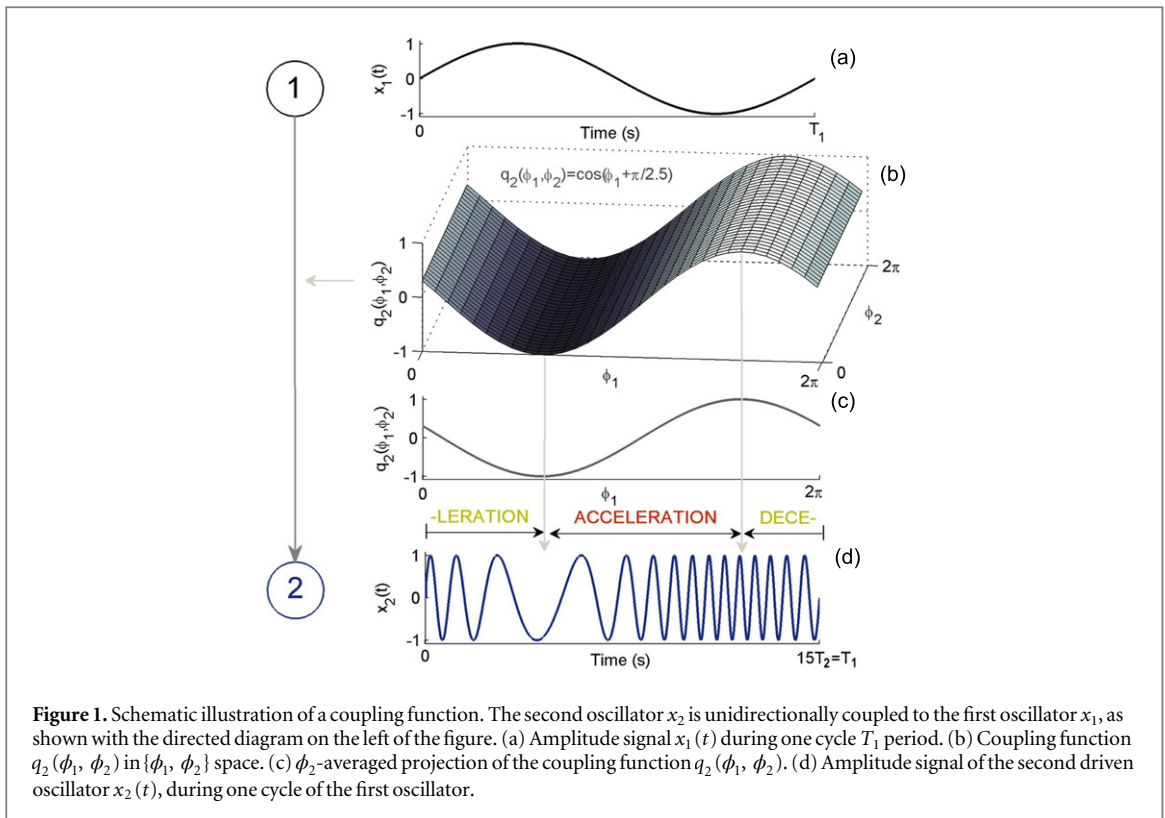 (a)
1
x₁(t)
1
0
-1
0
Time (s)
T₁
(b)
q₂(ϕ₁,ϕ₂)=cos(ϕ₁+π/2.5)
q₂(ϕ₁,ϕ₂)
1
0
-1
0
ϕ₁
2π
0
ϕ₂
2π
(c)
q₂(ϕ₁,ϕ₂)
1
0
-1
0
ϕ₁
2π
-LERATION
ACCELERATION
DECE-
(d)
2
x₂(t)
1
0
-1
0
Time (s)
15T₂=T₁
Figure 1. Schematic illustration of a coupling function. The second oscillator x₂ is unidirectionally coupled to the first oscillator x₁, as
shown with the directed diagram on the left of the figure. (a) Amplitude signal x₁(t) during one cycle T₁ period. (b) Coupling function
q₂(ϕ₁, ϕ₂) in {ϕ₁, ϕ₂} space. (c) ϕ₂-averaged projection of the coupling function q₂(ϕ₁, ϕ₂). (d) Amplitude signal of the second driven
oscillator x₂(t), during one cycle of the first oscillator.